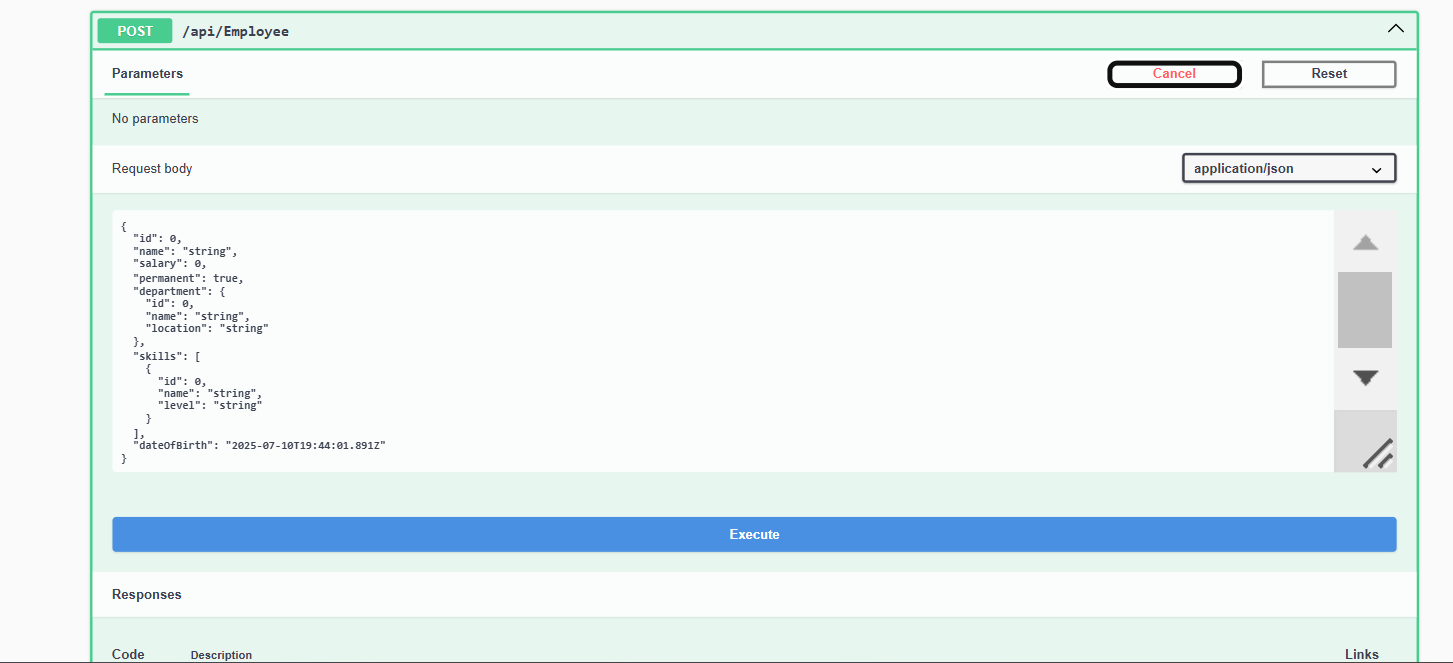 POST /api/Employee
Parameters
Cancel
Reset
No parameters
Request body
application/json
{
  "id": 0,
  "name": "string",
  "salary": 0,
  "permanent": true,
  "department": {
    "id": 0,
    "name": "string",
    "location": "string"
  },
  "skills": [
    {
      "id": 0,
      "name": "string",
      "level": "string"
    }
  ],
  "dateOfBirth": "2025-07-10T19:44:01.891Z"
}
Execute
Responses
Code Description Links